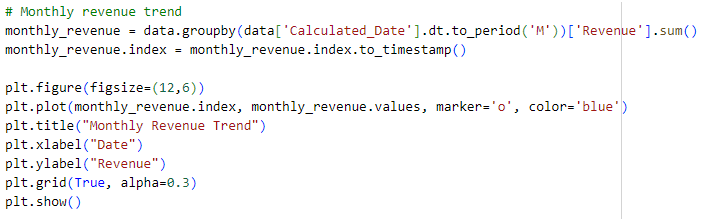 # Monthly revenue trend
monthly_revenue = data.groupby(data['Calculated_Date'].dt.to_period('M'))['Revenue'].sum()
monthly_revenue.index = monthly_revenue.index.to_timestamp()

plt.figure(figsize=(12,6))
plt.plot(monthly_revenue.index, monthly_revenue.values, marker='o', color='blue')
plt.title("Monthly Revenue Trend")
plt.xlabel("Date")
plt.ylabel("Revenue")
plt.grid(True, alpha=0.3)
plt.show()